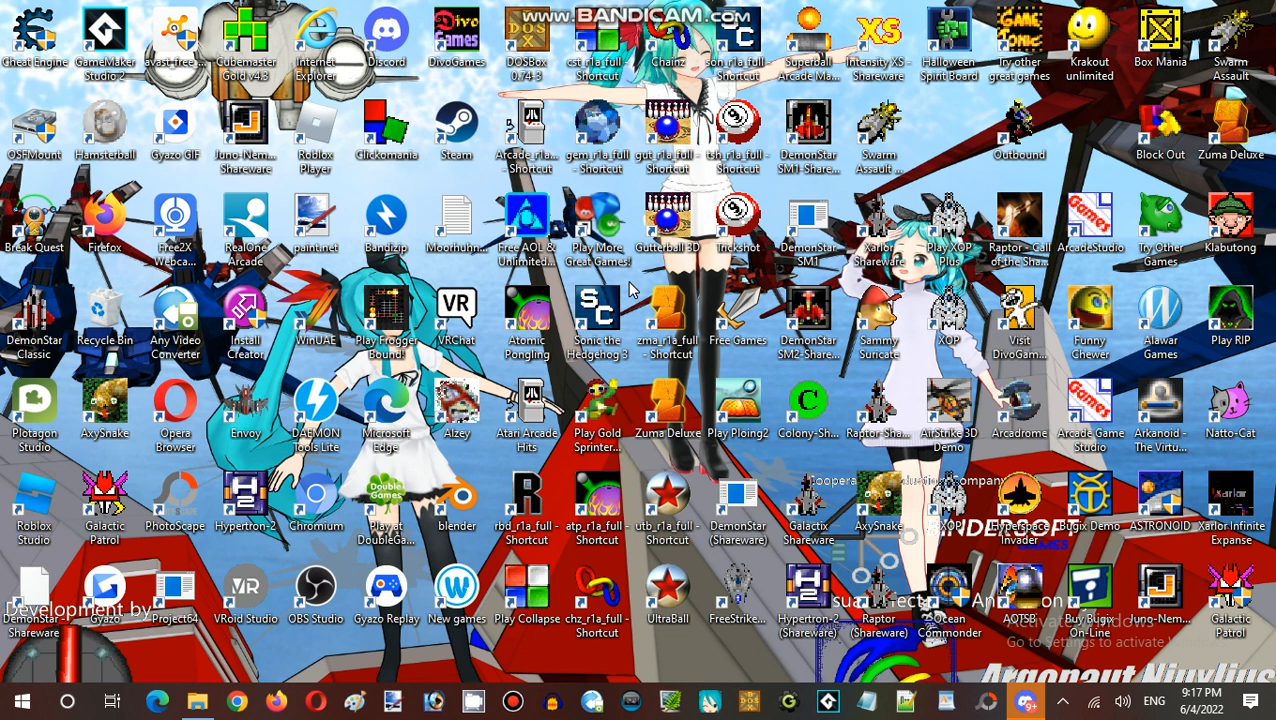 www.BANDICAM.com
Cheat Engine
GameMaker
Studio 2
avast_free_...
Cubemaster
Gold v4.3
Internet
Explorer
Discord
DivoGames
DOSBox
0.74-3
cst_r1a_full -
Shortcut
Chainz
son_r1a_full -
Shortcut
Superball
Arcade Ma...
Intensity XS -
Shareware
Halloween
Spirit Board
Try other
great games
Krakout
unlimited
Box Mania
Swarm
Assault
OSFMount
Hamsterball
Gyazo GIF
Juno-Nem...
Shareware
Roblox
Player
Clickomania
Steam
Arcade_r1a...
- Shortcut
gem_r1a_full
- Shortcut
gut_r1a_full -
Shortcut
tsh_r1a_full -
Shortcut
DemonStar
SM1-Share...
Swarm
Assault ...
Outbound
Block Out
Zuma Deluxe
Break Quest
Firefox
Free2X
Webca...
RealOne
Arcade
paint.net
Bandizip
Moorhuhn...
Free AOL &
Unlimited...
Play More
Great Games!
Gutterball 3D
Trickshot
DemonStar
SM1
Xarlor
Shareware
Play XOP
Plus
Raptor - Call
of the Sha...
ArcadeStudio
Try Other
Games
Klabutong
DemonStar
Classic
Recycle Bin
Any Video
Converter
Install
Creator
WinUAE
Play Frogger
Bound!
VRChat
Atomic
Pongling
Sonic the
Hedgehog 3
zma_r1a_full
- Shortcut
Free Games
DemonStar
SM2-Share...
Sammy
Suricate
XOP
Visit
DivoGam...
Funny
Chewer
Alawar
Games
Play RIP
Plotagon
Studio
AxySnake
Opera
Browser
Envoy
DAEMON
Tools Lite
Microsoft
Edge
Alzey
Atari Arcade
Hits
Play Gold
Sprinter...
Zuma Deluxe
Play Ploing2
Colony-Sh...
Raptor-Sha...
AirStrike 3D
Demo
Arcadrome
Arcade Game
Studio
Arkanoid -
The Virtu...
Natto-Cat
Roblox
Studio
Galactic
Patrol
PhotoScape
Hypertron-2
Chromium
Play at
DoubleGa...
blender
rbd_r1a_full -
Shortcut
atp_r1a_full -
Shortcut
utb_r1a_full -
Shortcut
DemonStar
(Shareware)
Galactix
Shareware
AxySnake
XOP
Hyperspace
Invader
Bugix Demo
ASTRONOID
Xarlor Infinite
Expanse
DemonStar -
Shareware
Gyazo
Project64
VRoid Studio
OBS Studio
Gyazo Replay
New games
Play Collapse
chz_r1a_full -
Shortcut
UltraBall
FreeStrike...
Hypertron-2
(Shareware)
Raptor
(Shareware)
Ocean
Commonder
AOTSB
Buy Bugix
On-Line
Juno-Nem...
Galactic
Patrol
Development by
Activate Windows
Go to Settings to activate Windows.
ENG
9:17 PM
6/4/2022